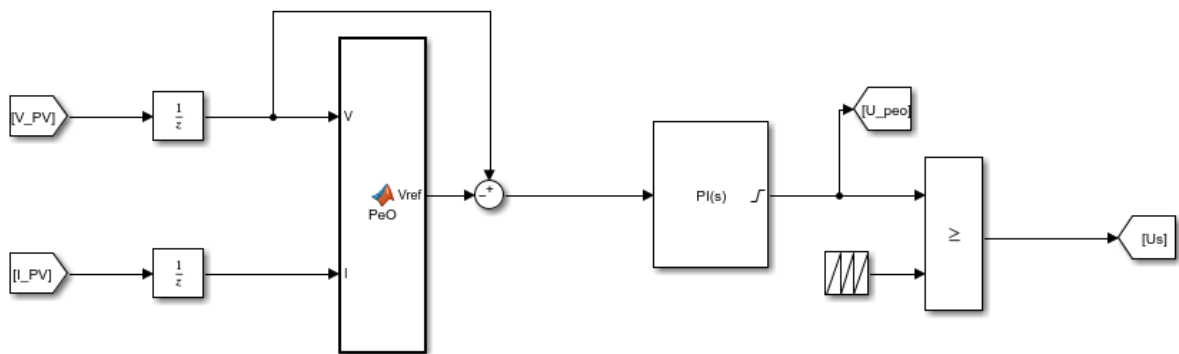 [V_PV]
1
z
V
[I_PV]
1
z
I
PeO
Vref
−
+
PI(s)
[U_peo]
≥
[Us]